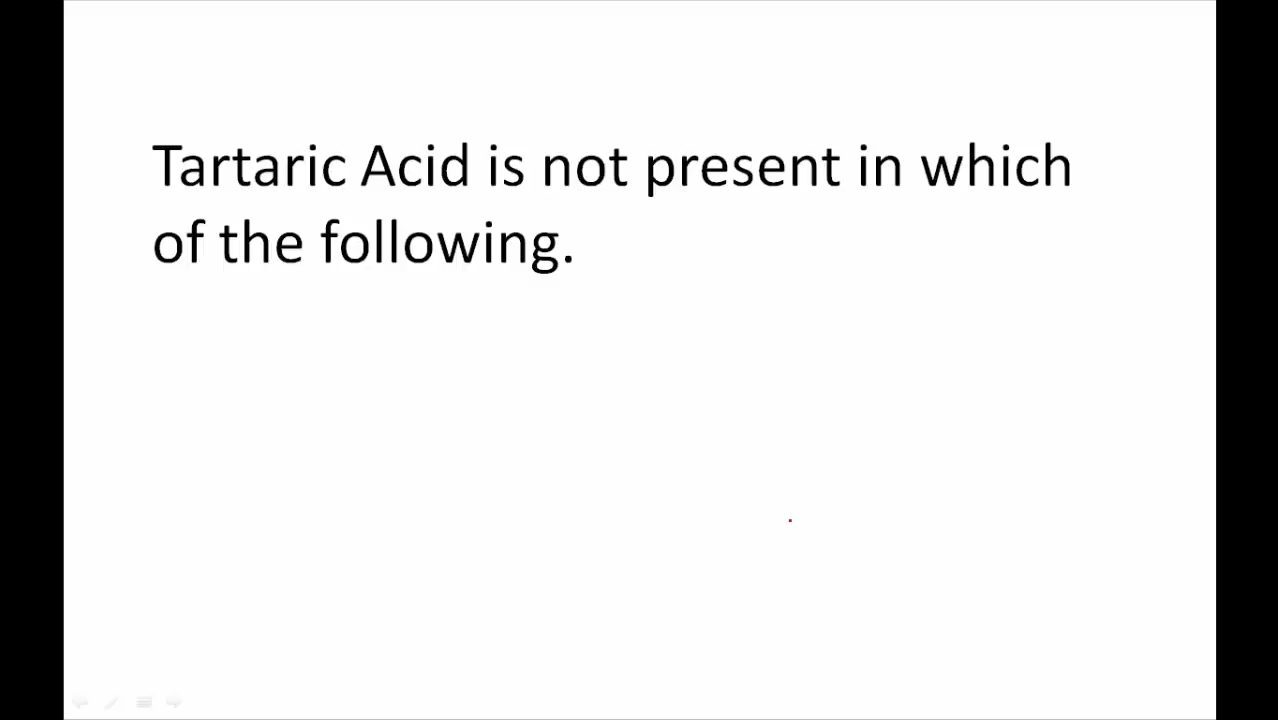 Tartaric Acid is not present in which
of the following.